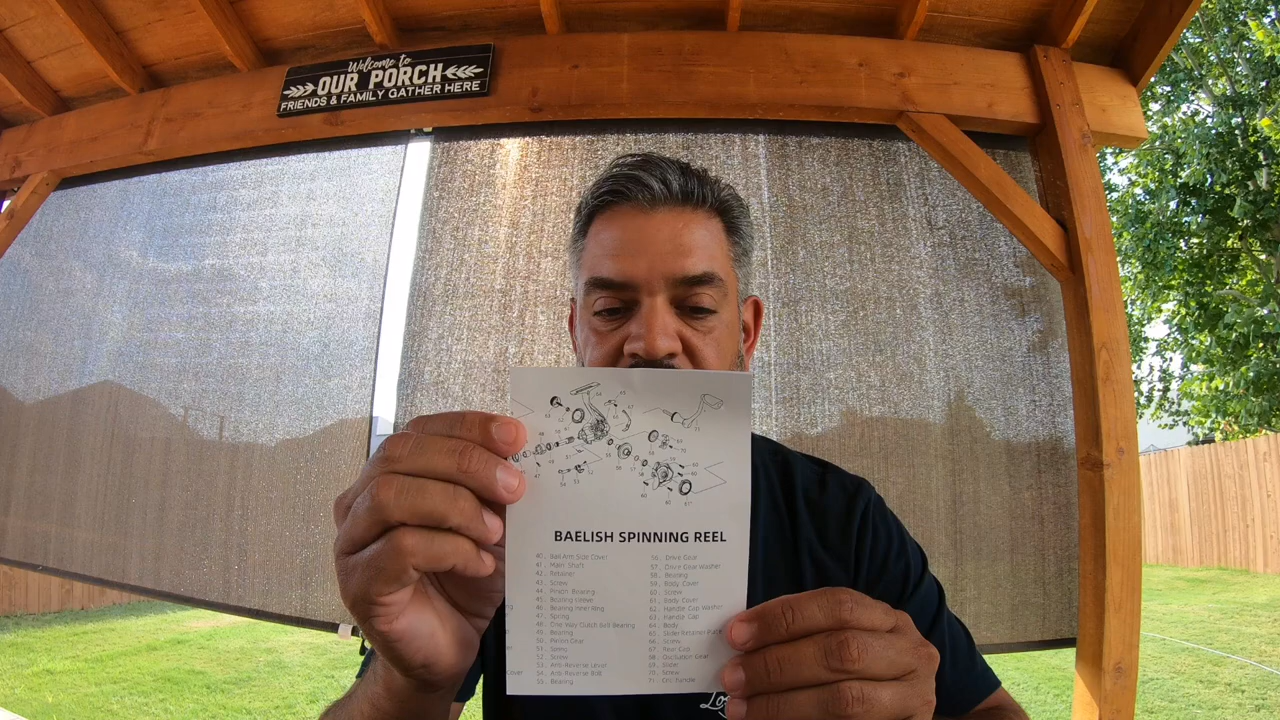 Welcome to
OUR PORCH
FRIENDS & FAMILY GATHER HERE
BAELISH SPINNING REEL
40. Bail Arm Side Cover
41. Main Shaft
42. Retainer
43. Screw
44. Pinion Bearing
45. Bearing sleeve
46. Bearing Inner Ring
47. Spring
48. One Way Clutch Ball Bearing
49. Bearing
50. Pinion Gear
51.
52. Screw
53. Anti-Reverse Lever
54. Anti-Reverse Bolt
55. Bearing
56. Drive Gear
57. Drive Gear Washer
58. Bearing
59. Body Cover
60. Screw
61. Body Cover
62. Handle Cap Washer
63. Handle Cap
64. Body
65. Slider Retainer Plate
66. Screw
67. Rear Cap
68. Oscillation Gear
69. Slider
70. Screw
71. Handle
Cover
Lo